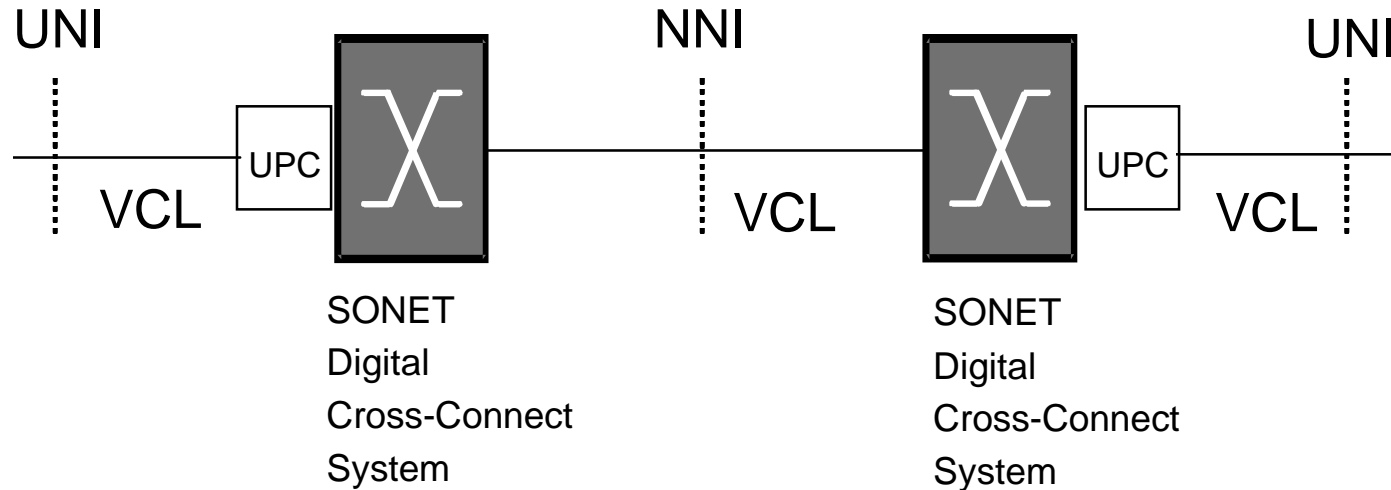 UNI
NNI
UNI
UPC
UPC
VCL
VCL
VCL
SONET
Digital
Cross-Connect
System
SONET
Digital
Cross-Connect
System